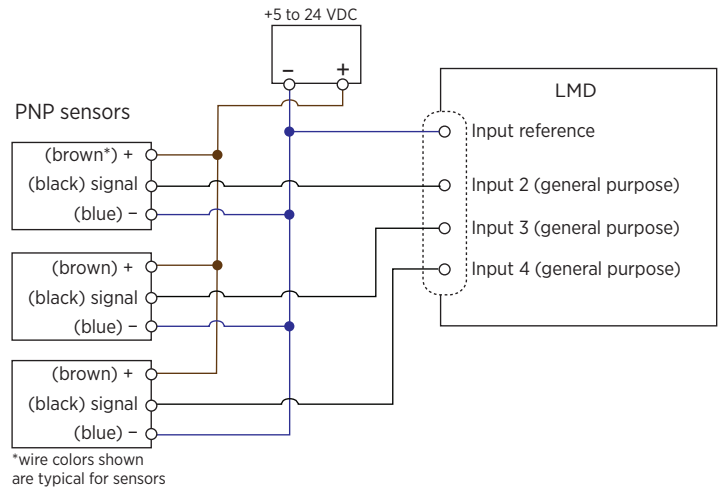 +5 to 24 VDC
– +
PNP sensors
LMD
Input reference
(brown*) +
(black) signal
(blue) –
Input 2 (general purpose)
Input 3 (general purpose)
Input 4 (general purpose)
(brown) +
(black) signal
(blue) –
(brown) +
(black) signal
(blue) –
*wire colors shown
are typical for sensors